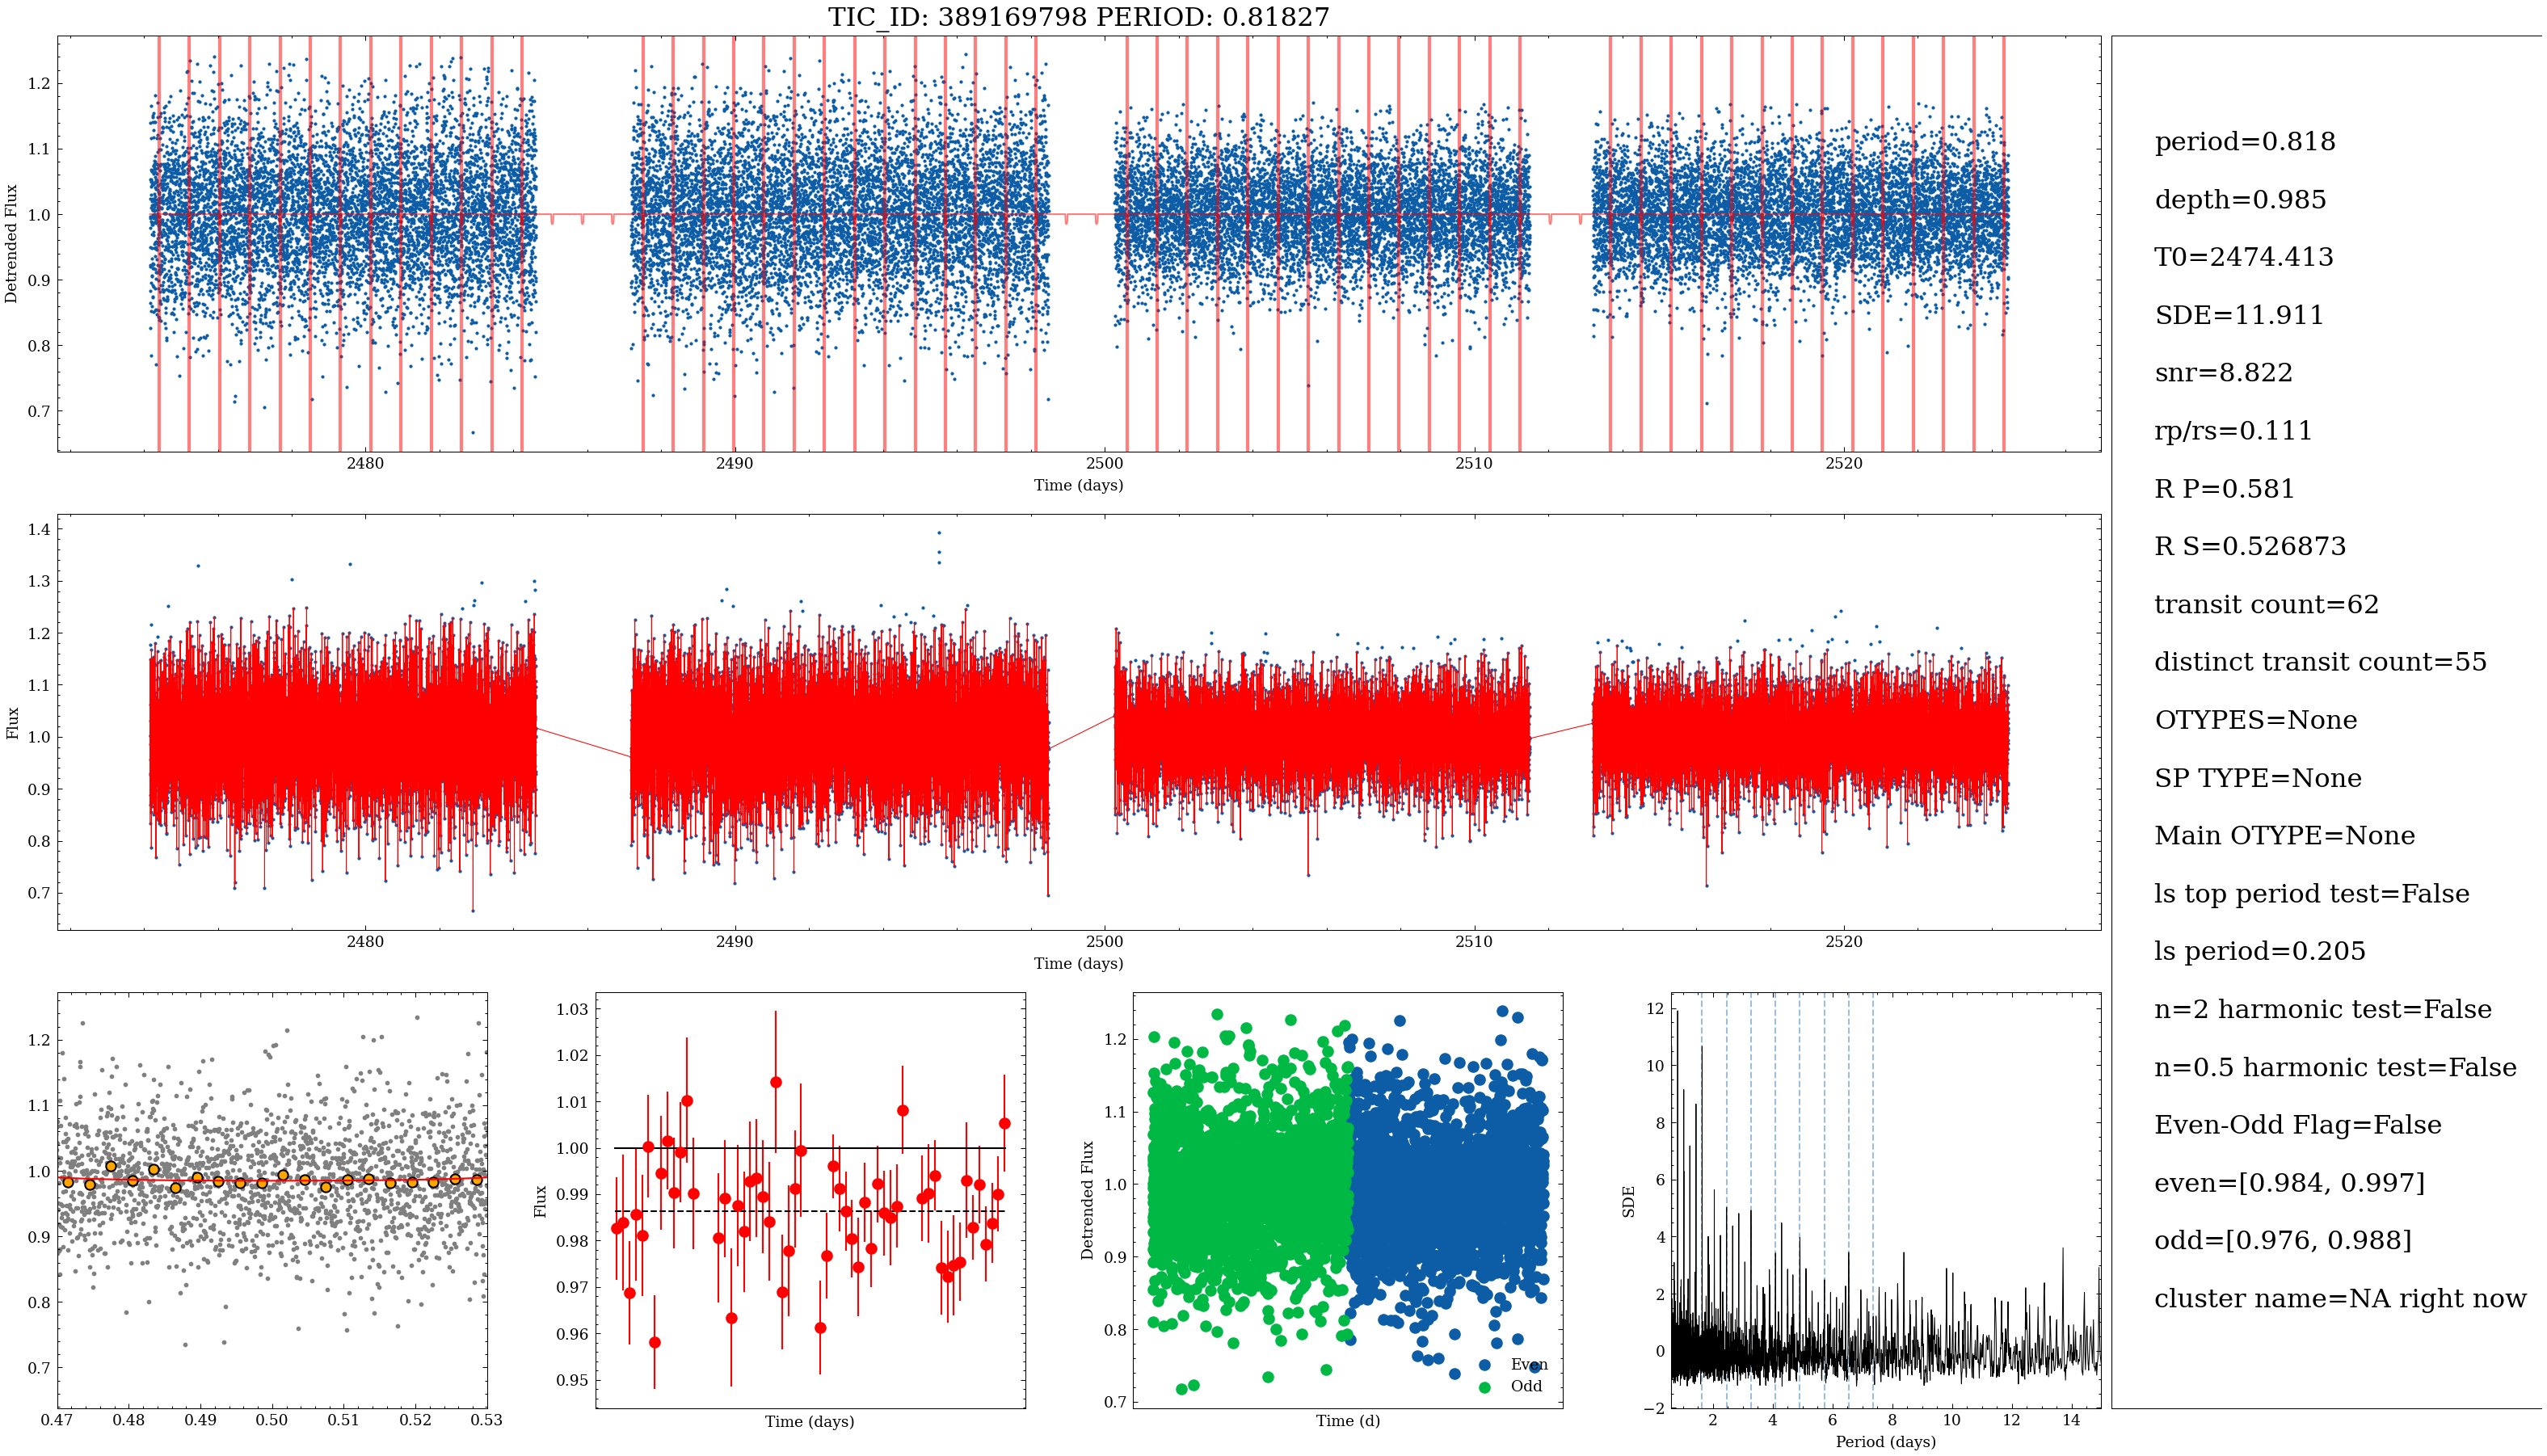 TIC_ID: 389169798 PERIOD: 0.81827
Detrended Flux
1.2
1.1
1.0
0.9
0.8
0.7
2480
2490
2500
2510
2520
Time (days)
Flux
1.4
1.3
1.2
1.1
1.0
0.9
0.8
0.7
2480
2490
2500
2510
2520
Time (days)
1.2
1.1
1.0
0.9
0.8
0.7
0.47
0.48
0.49
0.50
0.51
0.52
0.53
Flux
1.03
1.02
1.01
1.00
0.99
0.98
0.97
0.96
0.95
Time (days)
Detrended Flux
1.2
1.1
1.0
0.9
0.8
0.7
Even
Odd
Time (d)
SDE
12
10
8
6
4
2
0
−2
2
4
6
8
10
12
14
Period (days)
period=0.818
depth=0.985
T0=2474.413
SDE=11.911
snr=8.822
rp/rs=0.111
R P=0.581
R S=0.526873
transit count=62
distinct transit count=55
OTYPES=None
SP TYPE=None
Main OTYPE=None
ls top period test=False
ls period=0.205
n=2 harmonic test=False
n=0.5 harmonic test=False
Even-Odd Flag=False
even=[0.984, 0.997]
odd=[0.976, 0.988]
cluster name=NA right now